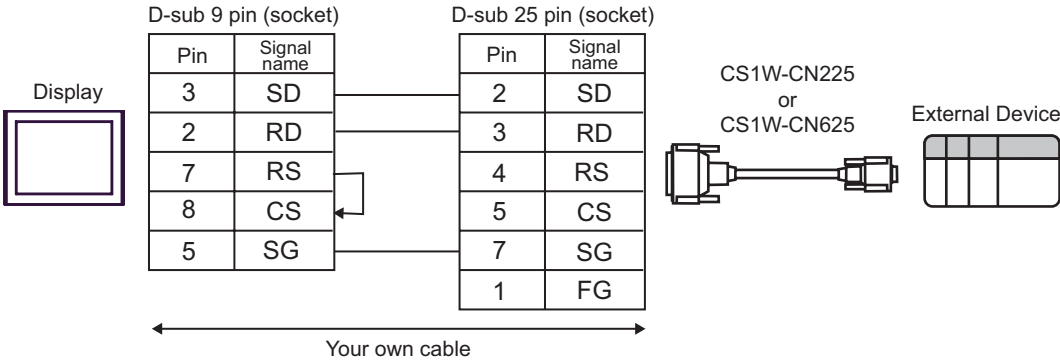 D-sub 9 pin (socket)
D-sub 25 pin (socket)
Display
Pin Signal name
3 SD
2 RD
7 RS
8 CS
5 SG
Pin Signal name
2 SD
3 RD
4 RS
5 CS
7 SG
1 FG
CS1W-CN225
or
CS1W-CN625
External Device
Your own cable